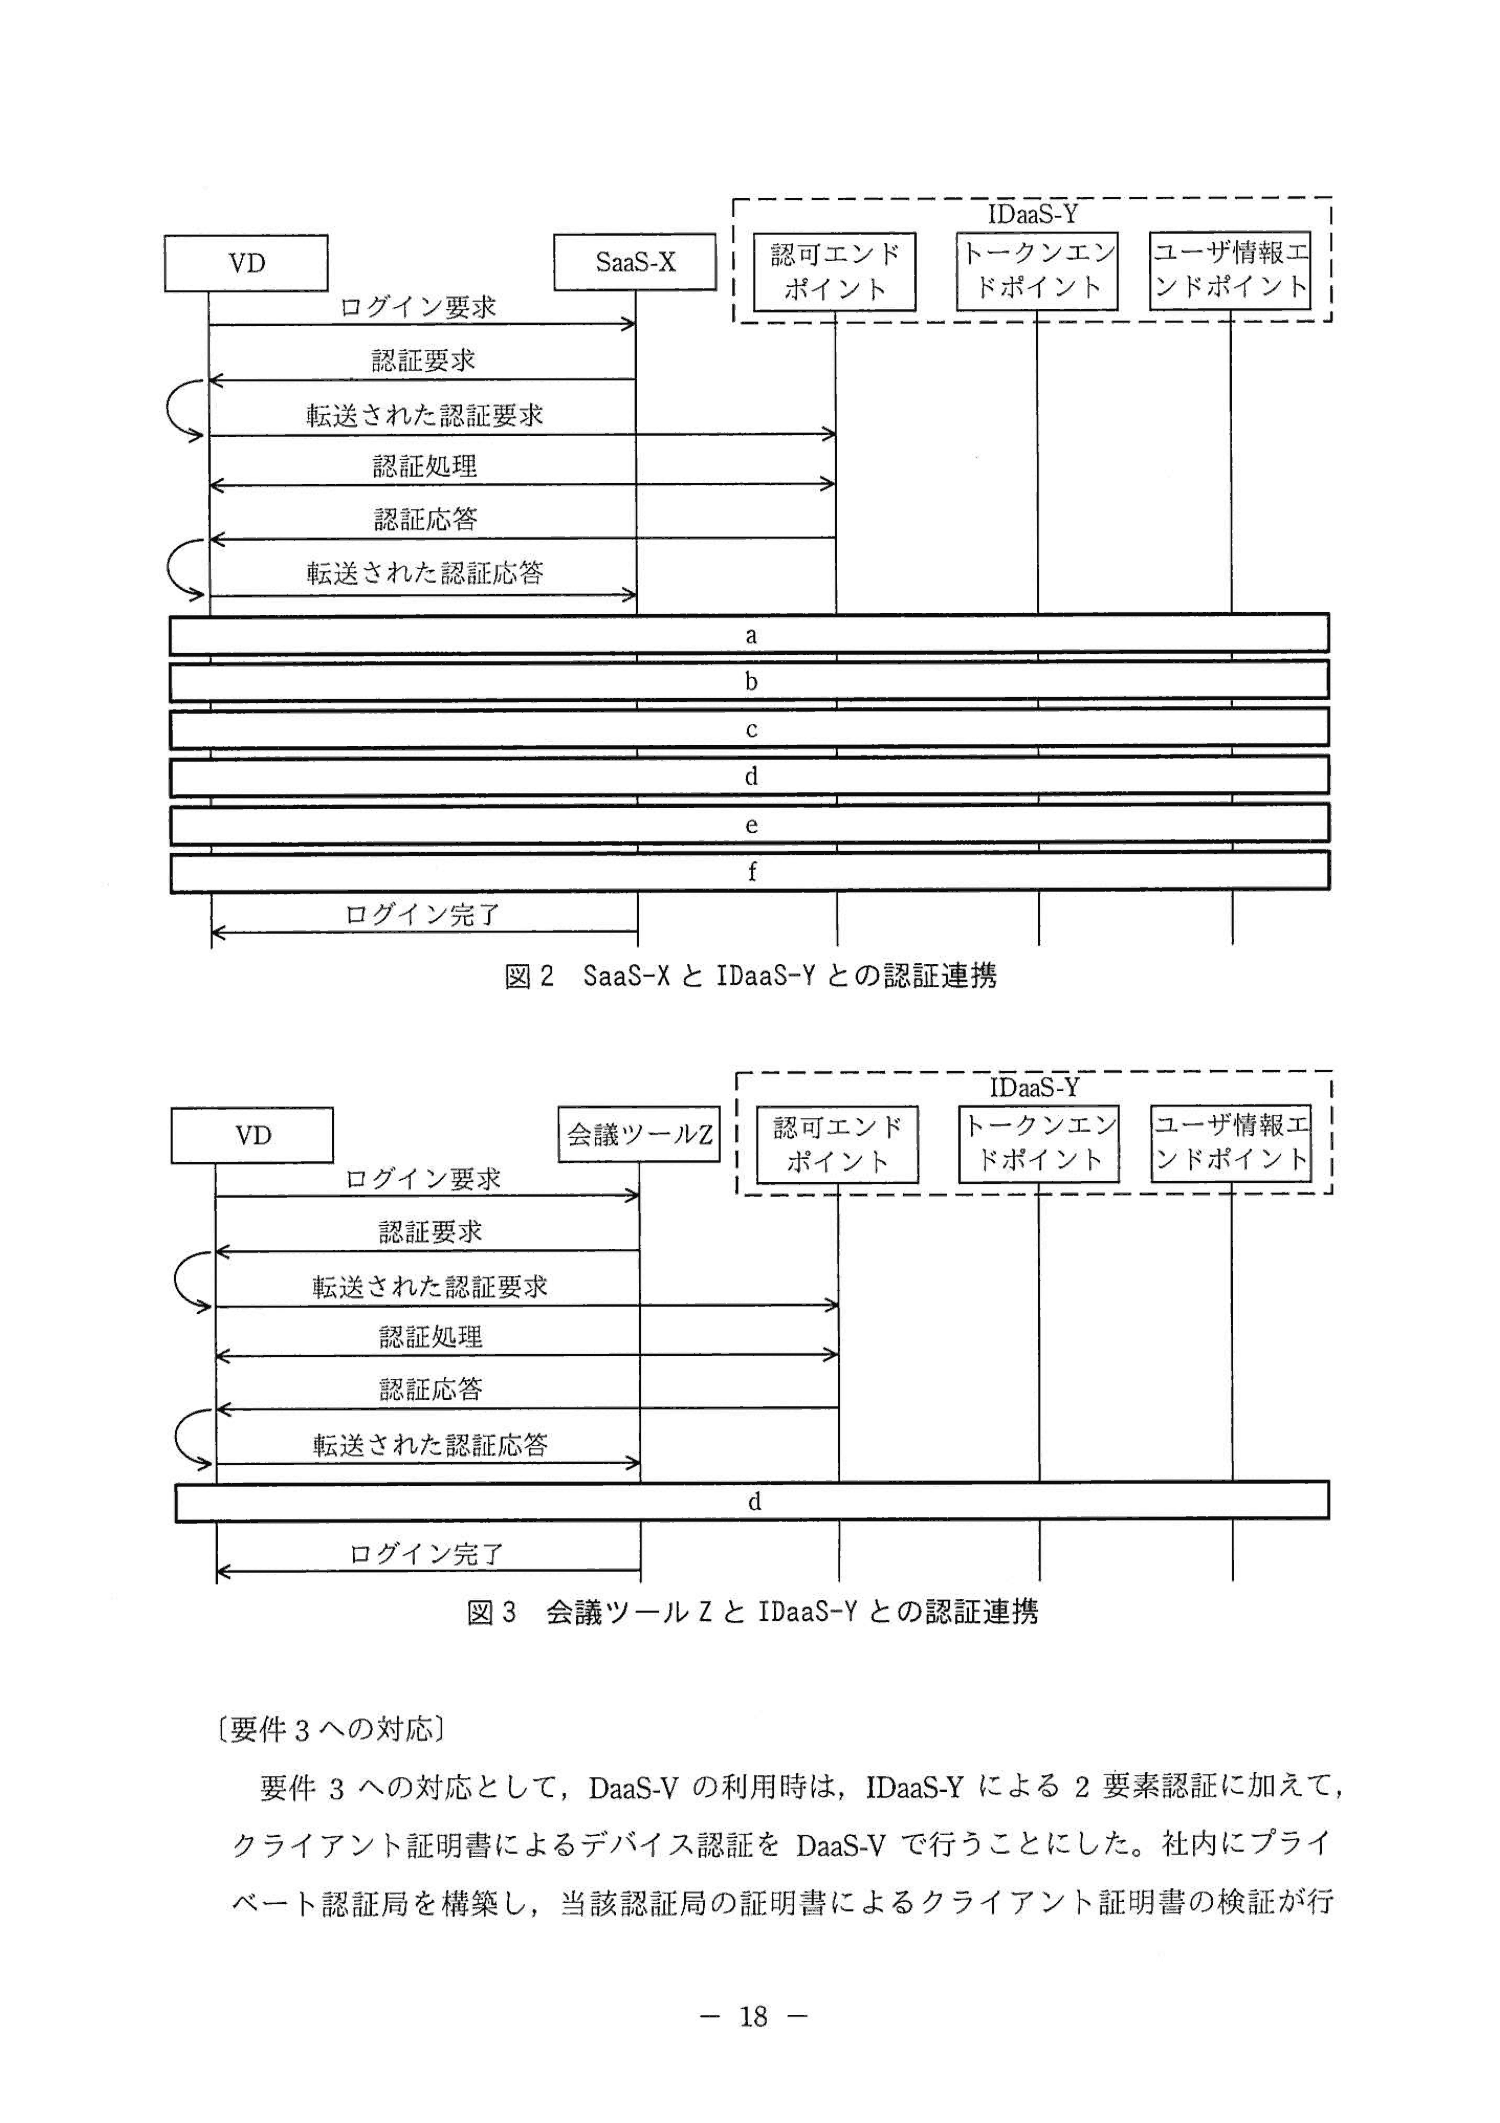 IDaaS-Y
VD
SaaS-X
認可エンド
ポイント
トークンエン
ドポイント
ユーザ情報エ
ンドポイント
ログイン要求
認証要求
転送された認証要求
認証処理
認証応答
転送された認証応答
a
b
c
d
e
f
ログイン完了
図2 SaaS-X と IDaaS-Y との認証連携
IDaaS-Y
VD
会議ツールZ
認可エンド
ポイント
トークンエン
ドポイント
ユーザ情報エ
ンドポイント
ログイン要求
認証要求
転送された認証要求
認証処理
認証応答
転送された認証応答
d
ログイン完了
図3 会議ツール Z と IDaaS-Y との認証連携
〔要件 3 への対応〕
要件 3 への対応として，DaaS-V の利用時は，IDaaS-Y による 2 要素認証に加えて，
クライアント証明書によるデバイス認証を DaaS-V で行うことにした。社内にプライ
ベート認証局を構築し，当該認証局の証明書によるクライアント証明書の検証が行
－ 18 －